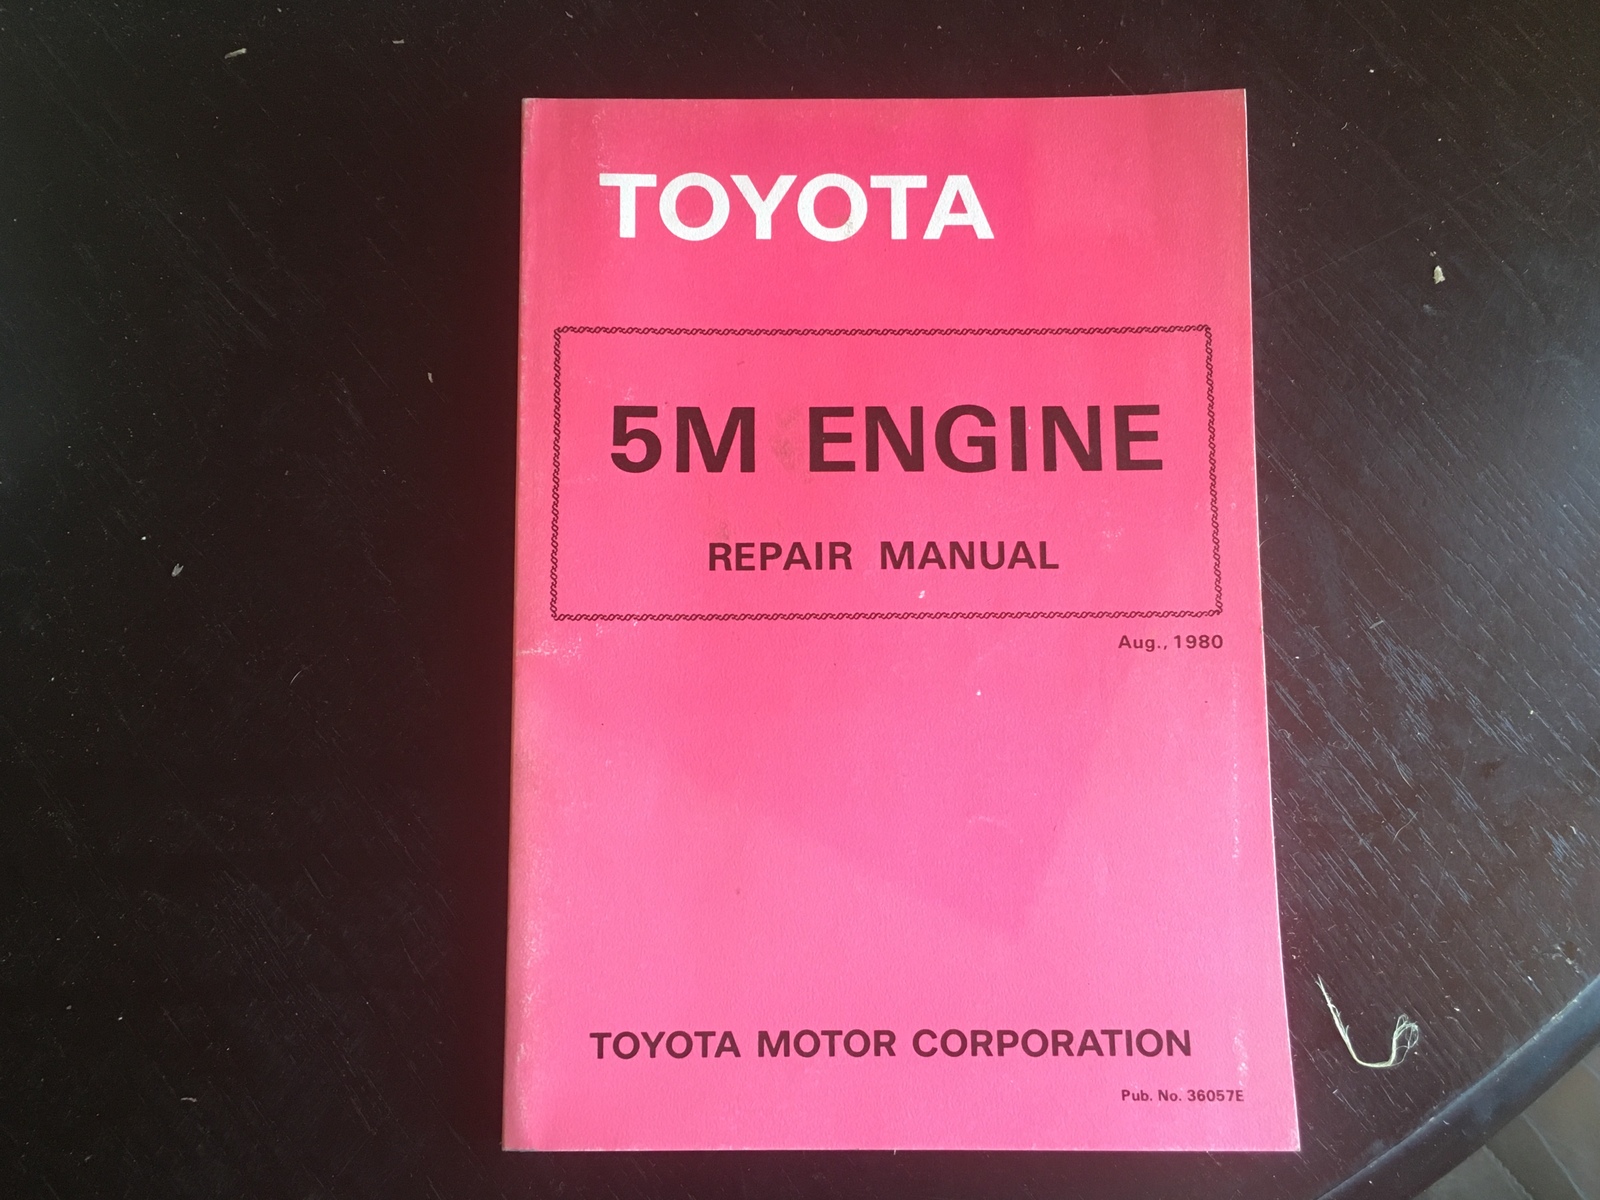 TOYOTA
5M ENGINE
REPAIR MANUAL
Aug., 1980
TOYOTA MOTOR CORPORATION
Pub. No. 36057E